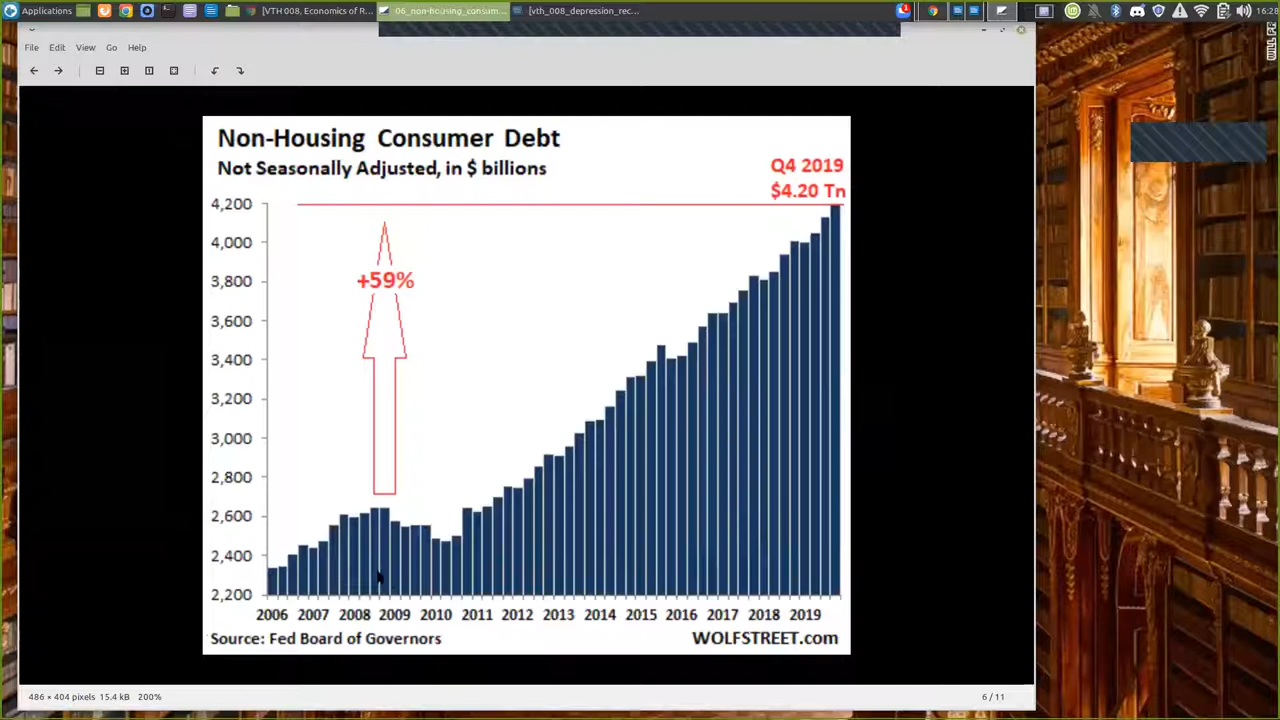 Applications
[VTH 008, Economics of R...
06_non-housing_consum...
[vth_008_depression_rec...
16:28
File Edit View Go Help
Non-Housing Consumer Debt
Not Seasonally Adjusted, in $ billions
Q4 2019
$4.20 Tn
4,200
4,000
+59%
3,800
3,600
3,400
3,200
3,000
2,800
2,600
2,400
2,200
2006 2007 2008 2009 2010 2011 2012 2013 2014 2015 2016 2017 2018 2019
Source: Fed Board of Governors
WOLFSTREET.com
486 × 404 pixels 15.4 kB 200%
6 / 11